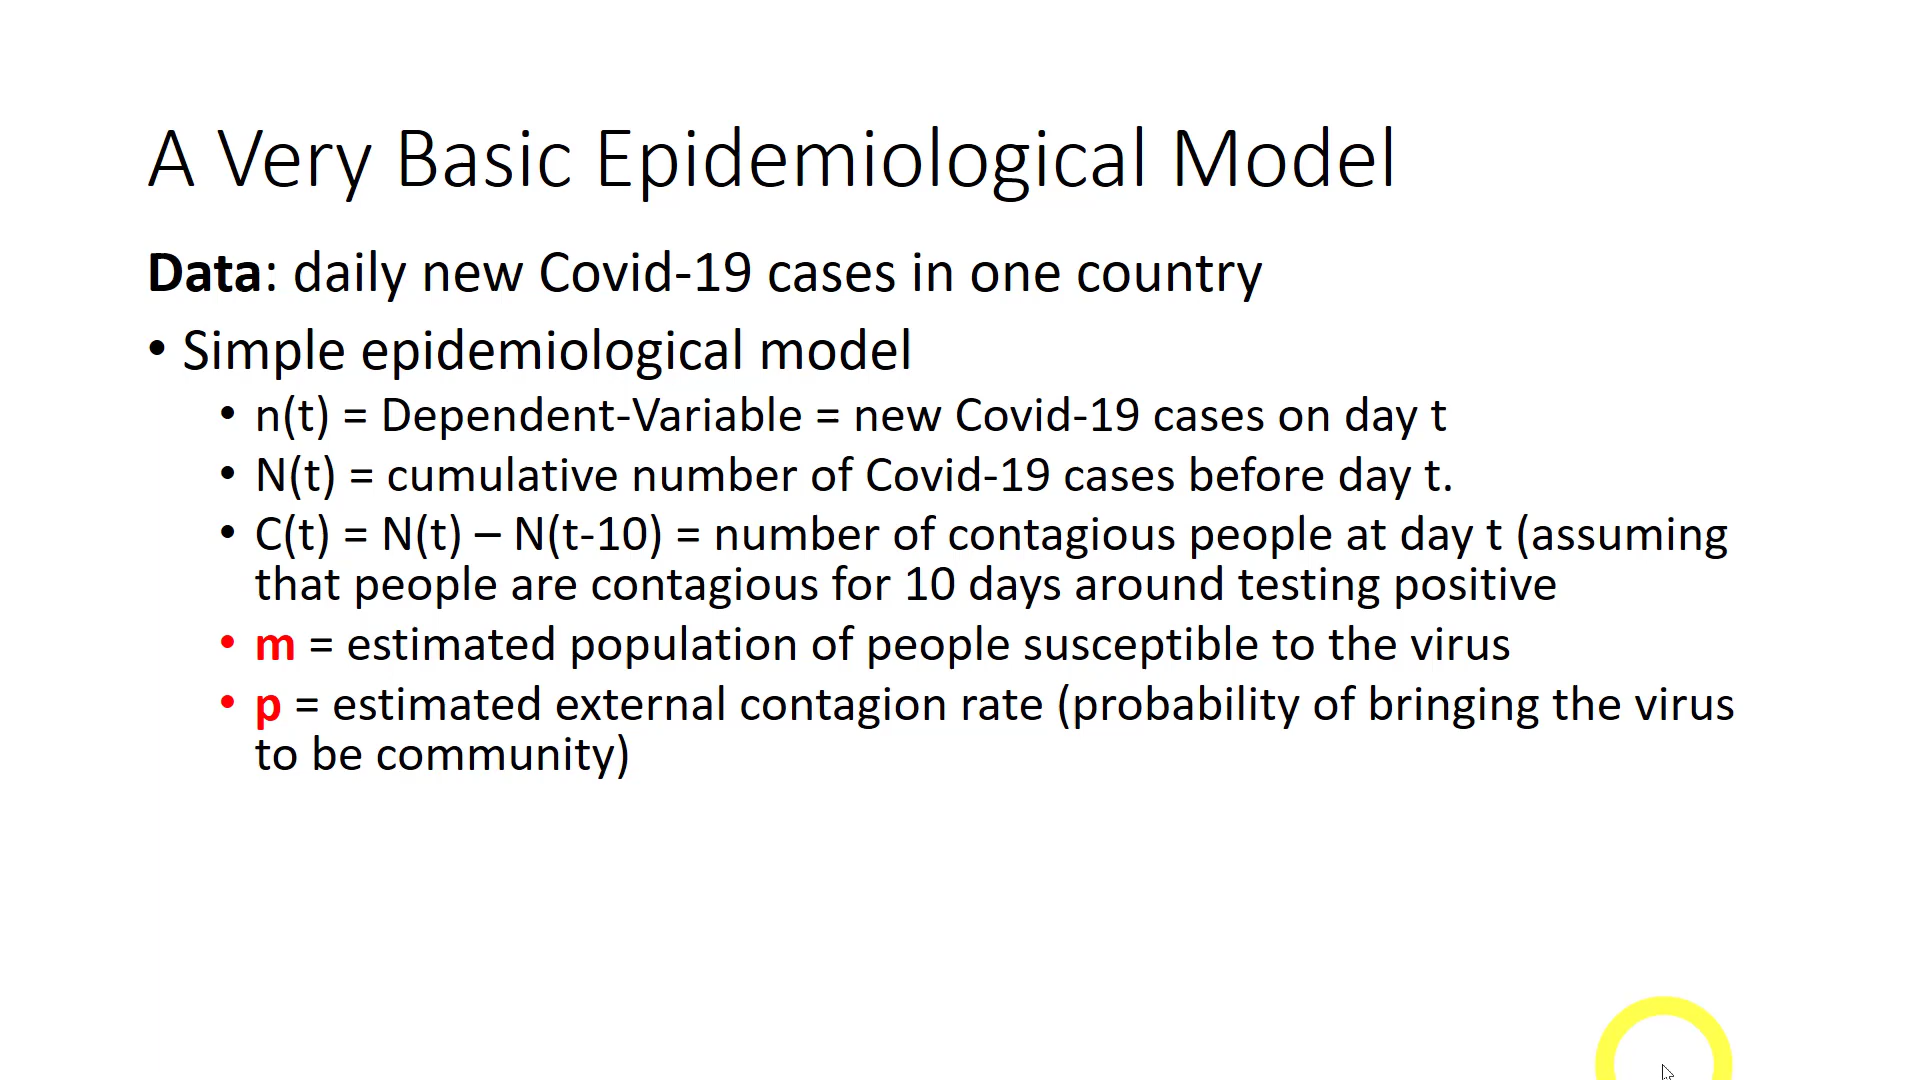 A Very Basic Epidemiological Model
Data: daily new Covid-19 cases in one country
• Simple epidemiological model
• n(t) = Dependent-Variable = new Covid-19 cases on day t
• N(t) = cumulative number of Covid-19 cases before day t.
• C(t) = N(t) – N(t-10) = number of contagious people at day t (assuming
that people are contagious for 10 days around testing positive
• m = estimated population of people susceptible to the virus
• p = estimated external contagion rate (probability of bringing the virus
to be community)